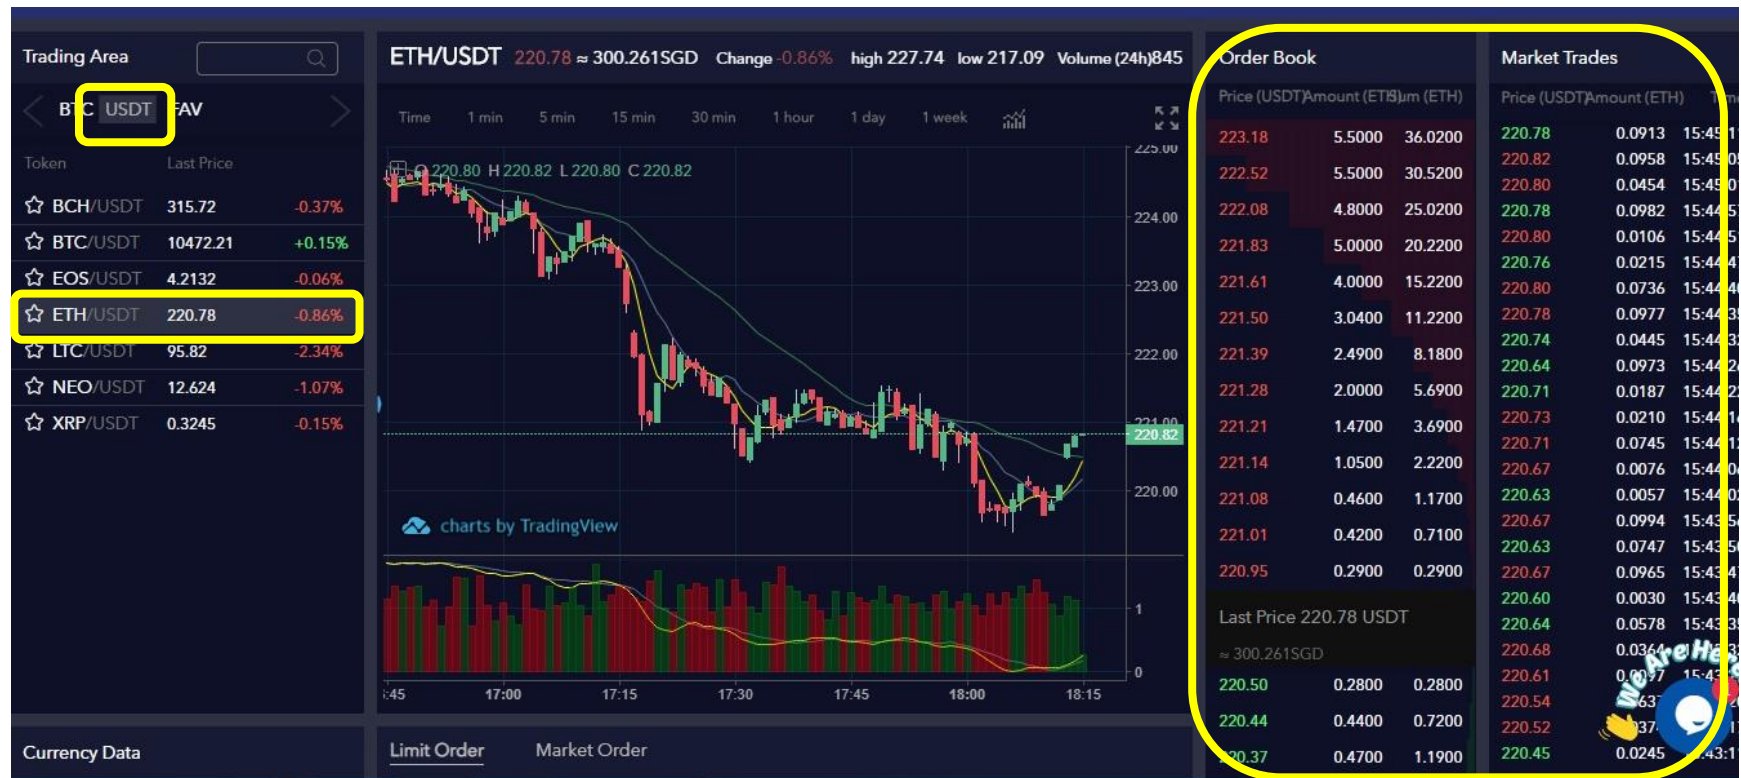 Trading Area
BTC USDT FAV
Token Last Price
BCH/USDT 315.72 -0.37%
BTC/USDT 10472.21 +0.15%
EOS/USDT 4.2132 -0.06%
ETH/USDT 220.78 -0.86%
LTC/USDT 95.82 -2.34%
NEO/USDT 12.624 -1.07%
XRP/USDT 0.3245 -0.15%
Currency Data
ETH/USDT 220.78 ≈ 300.261SGD Change -0.86% high 227.74 low 217.09 Volume (24h)845
Time 1 min 5 min 15 min 30 min 1 hour 1 day 1 week
O 220.80 H 220.82 L 220.80 C 220.82
225.00
224.00
223.00
222.00
221.00
220.82
220.00
charts by TradingView
1
0
:45 17:00 17:15 17:30 17:45 18:00 18:15
Limit Order Market Order
Order Book
Price (USDT) Amount (ETH) Sum (ETH)
223.18 5.5000 36.0200
222.52 5.5000 30.5200
222.08 4.8000 25.0200
221.83 5.0000 20.2200
221.61 4.0000 15.2200
221.50 3.0400 11.2200
221.39 2.4900 8.1800
221.28 2.0000 5.6900
221.21 1.4700 3.6900
221.14 1.0500 2.2200
221.08 0.4600 1.1700
221.01 0.4200 0.7100
220.95 0.2900 0.2900
Last Price 220.78 USDT
≈ 300.261SGD
220.50 0.2800 0.2800
220.44 0.4400 0.7200
220.37 0.4700 1.1900
Market Trades
Price (USDT) Amount (ETH)
220.78 0.0913
220.82 0.0958
220.80 0.0454
220.78 0.0982
220.80 0.0106
220.76 0.0215
220.80 0.0736
220.78 0.0977
220.74 0.0445
220.64 0.0973
220.71 0.0187
220.73 0.0210
220.71 0.0745
220.67 0.0076
220.63 0.0057
220.67 0.0994
220.63 0.0747
220.67 0.0965
220.60 0.0030
220.64 0.0578
220.68 0.0364
220.61
220.54
220.52
220.45 0.0245
We Are Here